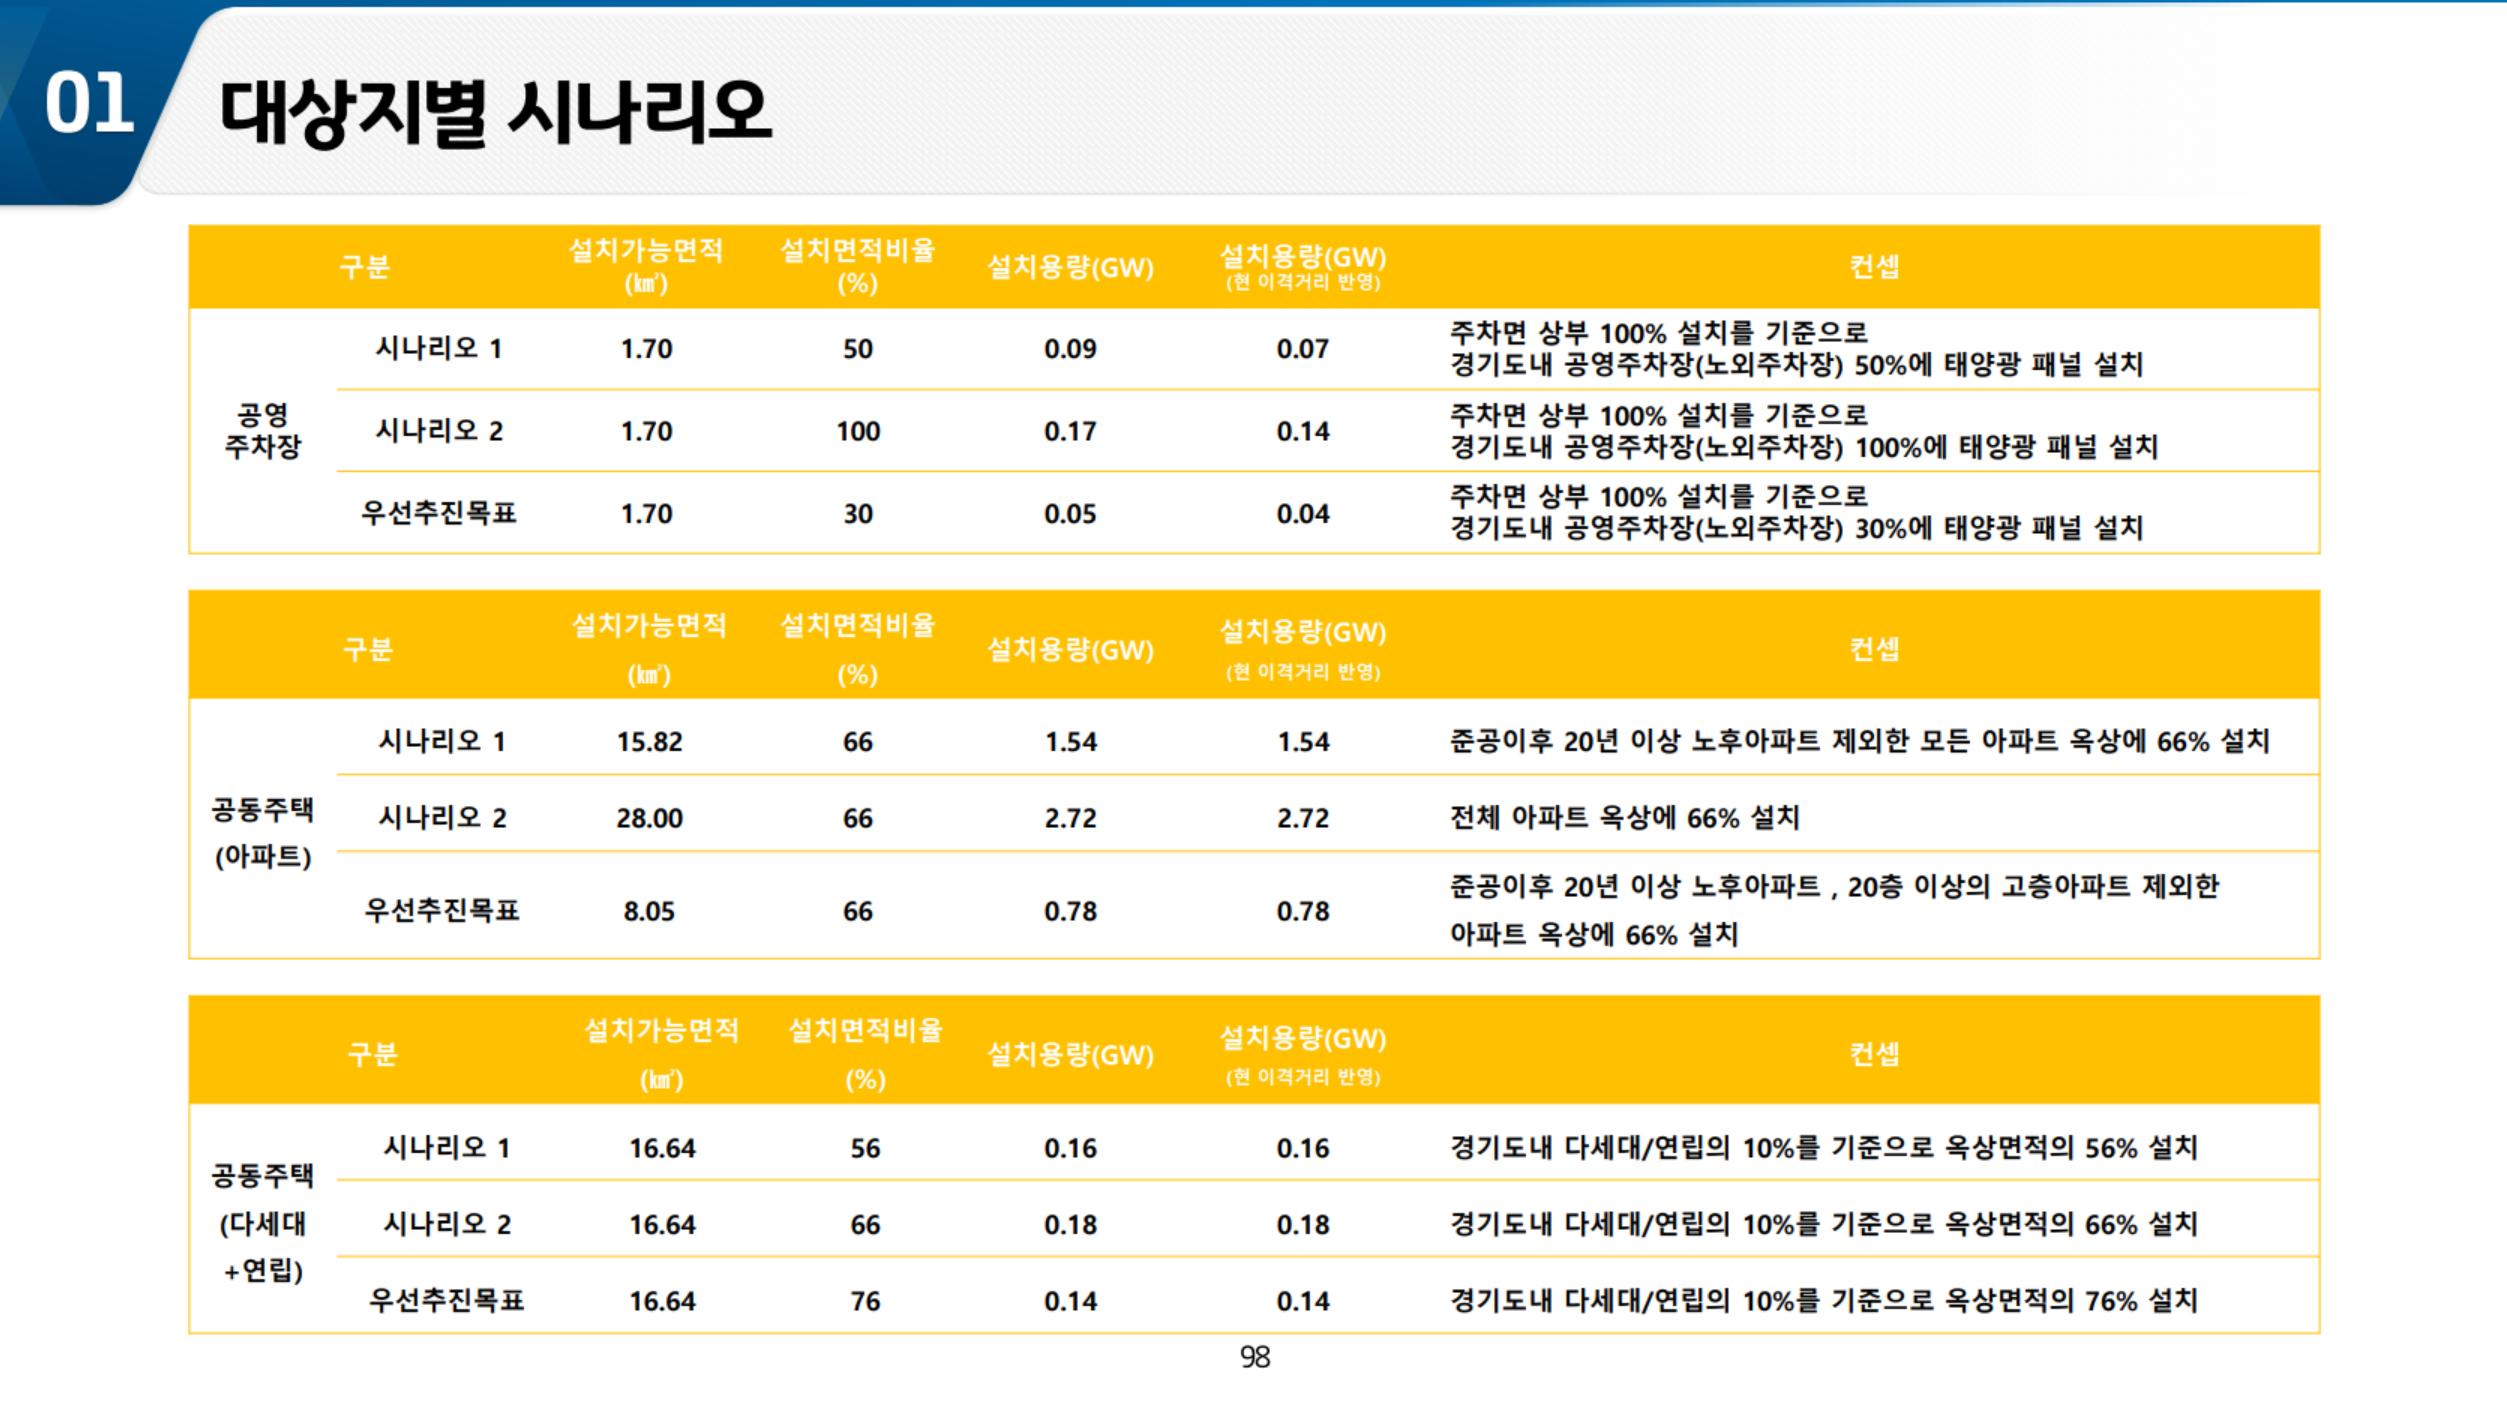 01
대상지별 시나리오
구분 설치가능면적 (㎢) 설치면적비율 (%) 설치용량(GW) 설치용량(GW) (현 이격거리 반영) 컨셉
공영
주차장
시나리오 1 1.70 50 0.09 0.07 주차면 상부 100% 설치를 기준으로
경기도내 공영주차장(노외주차장) 50%에 태양광 패널 설치
시나리오 2 1.70 100 0.17 0.14 주차면 상부 100% 설치를 기준으로
경기도내 공영주차장(노외주차장) 100%에 태양광 패널 설치
우선추진목표 1.70 30 0.05 0.04 주차면 상부 100% 설치를 기준으로
경기도내 공영주차장(노외주차장) 30%에 태양광 패널 설치
구분 설치가능면적 (㎢) 설치면적비율 (%) 설치용량(GW) 설치용량(GW) (현 이격거리 반영) 컨셉
공동주택
(아파트)
시나리오 1 15.82 66 1.54 1.54 준공이후 20년 이상 노후아파트 제외한 모든 아파트 옥상에 66% 설치
시나리오 2 28.00 66 2.72 2.72 전체 아파트 옥상에 66% 설치
우선추진목표 8.05 66 0.78 0.78 준공이후 20년 이상 노후아파트 , 20층 이상의 고층아파트 제외한
아파트 옥상에 66% 설치
구분 설치가능면적 (㎢) 설치면적비율 (%) 설치용량(GW) 설치용량(GW) (현 이격거리 반영) 컨셉
공동주택
(다세대
+연립)
시나리오 1 16.64 56 0.16 0.16 경기도내 다세대/연립의 10%를 기준으로 옥상면적의 56% 설치
시나리오 2 16.64 66 0.18 0.18 경기도내 다세대/연립의 10%를 기준으로 옥상면적의 66% 설치
우선추진목표 16.64 76 0.14 0.14 경기도내 다세대/연립의 10%를 기준으로 옥상면적의 76% 설치
98